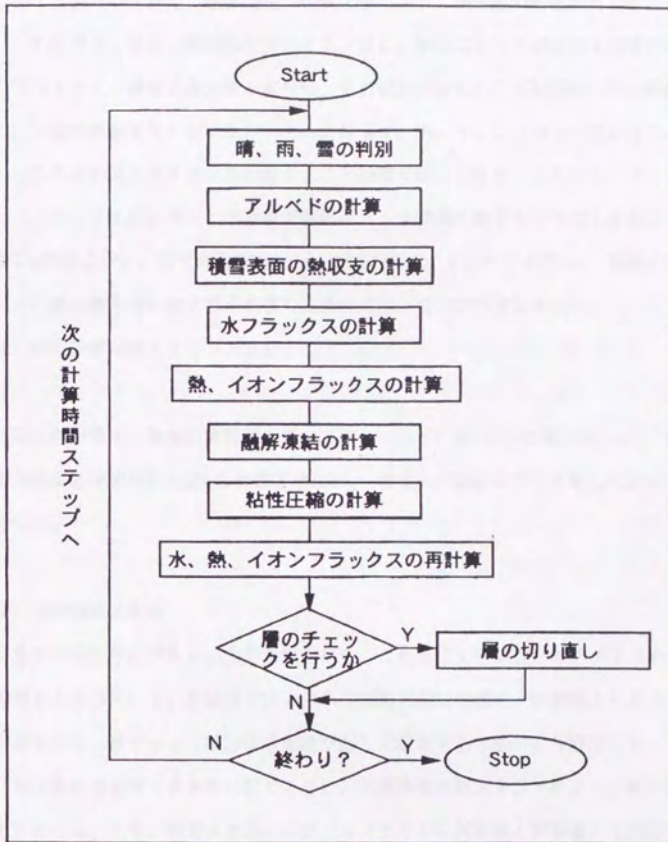 Start
晴、雨、雪の判別
アルベドの計算
積雪表面の熱収支の計算
水フラックスの計算
熱、イオンフラックスの計算
融解凍結の計算
粘性圧縮の計算
水、熱、イオンフラックスの再計算
層のチェッ
クを行うか
Y
層の切り直し
N
終わり？
N
Y
Stop
次の計算時間ステップへ